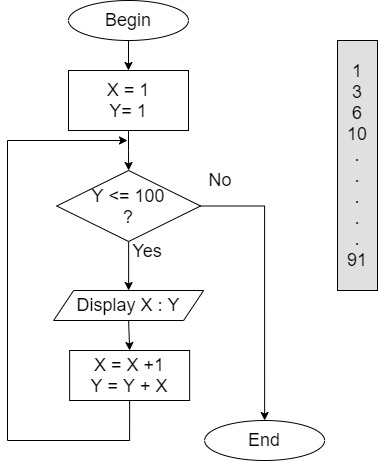 Begin
X = 1
Y= 1
Y <= 100
?
No
Yes
Display X : Y
X = X +1
Y = Y + X
End
1
3
6
10
.
.
.
.
.
91